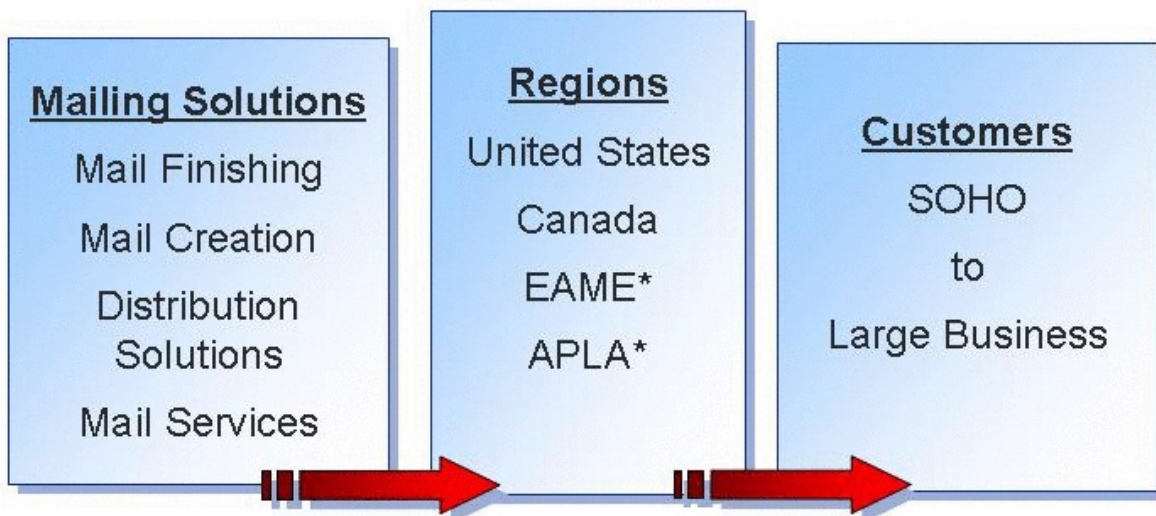 Mailing Solutions
Mail Finishing
Mail Creation
Distribution
Solutions
Mail Services
Regions
United States
Canada
EAME*
APLA*
Customers
SOHO
to
Large Business